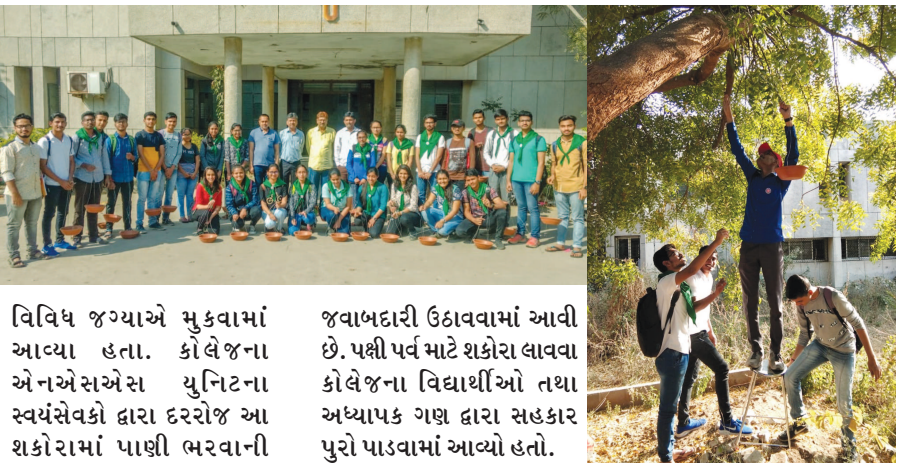 વિવિધ જગ્યાએ મુકવામાં
આવ્યા હતા. કોલેજના
એનએસએસ યુનિટના
સ્વયંસેવકો દ્વારા દરરોજ આ
શકોરામાં પાણી ભરવાની
જવાબદારી ઉઠાવવામાં આવી
છે. પક્ષી પર્વ માટે શકોરા લાવવા
કોલેજના વિદ્યાર્થીઓ તથા
અધ્યાપક ગણ દ્વારા સહકાર
પુરો પાડવામાં આવ્યો હતો.